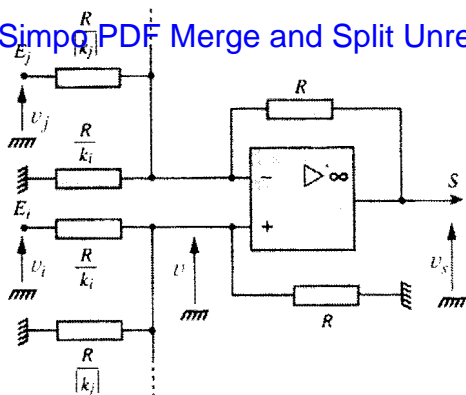 R
Simpo PDF Merge and Split Unre
|k_j|
E_j
R
v_j
R
k_i
S
− ▷ ∞
E_i
+
v
v_s
v_i
R
k_i
R
R
|k_j|